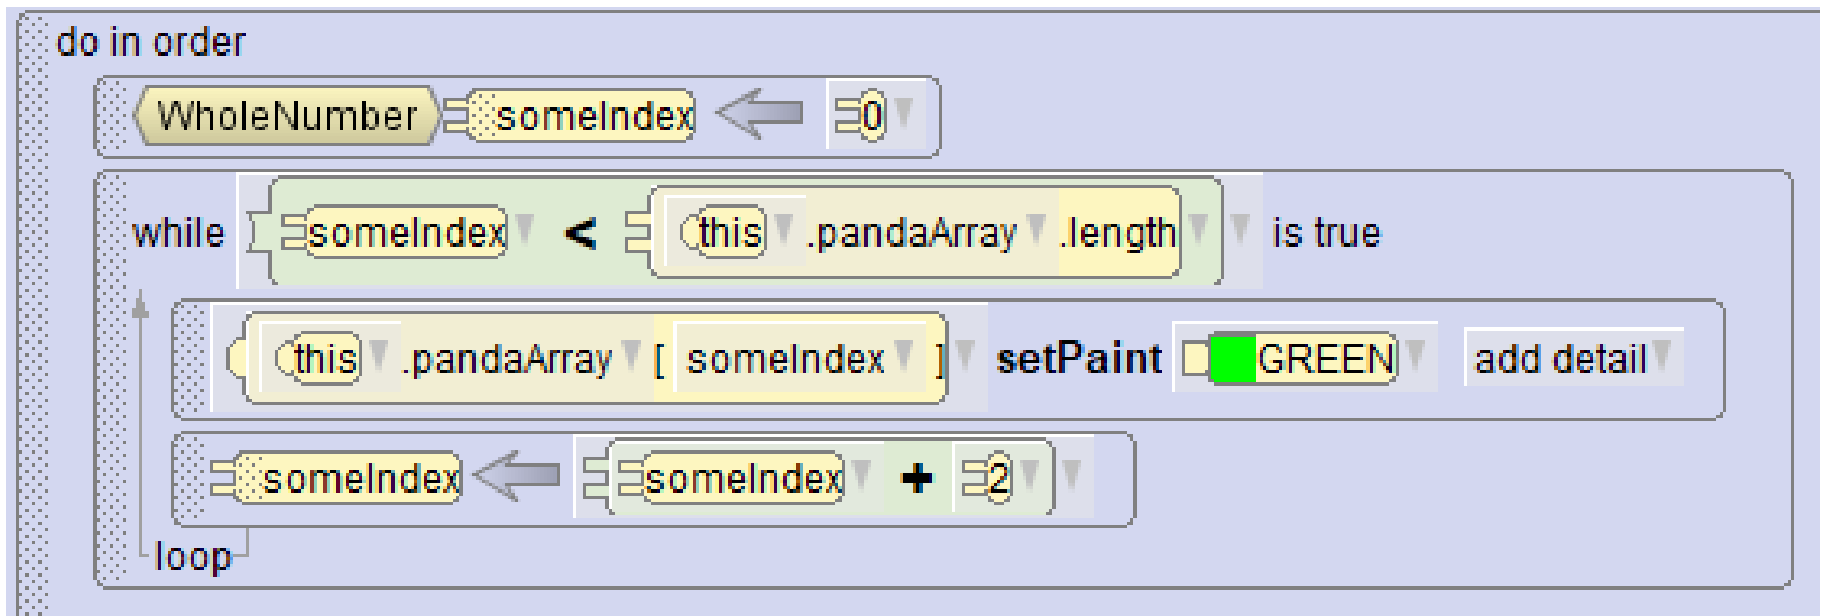 do in order
WholeNumber someIndex 0
while someIndex < this .pandaArray .length is true
this .pandaArray [ someIndex ] setPaint GREEN add detail
someIndex someIndex + 2
loop